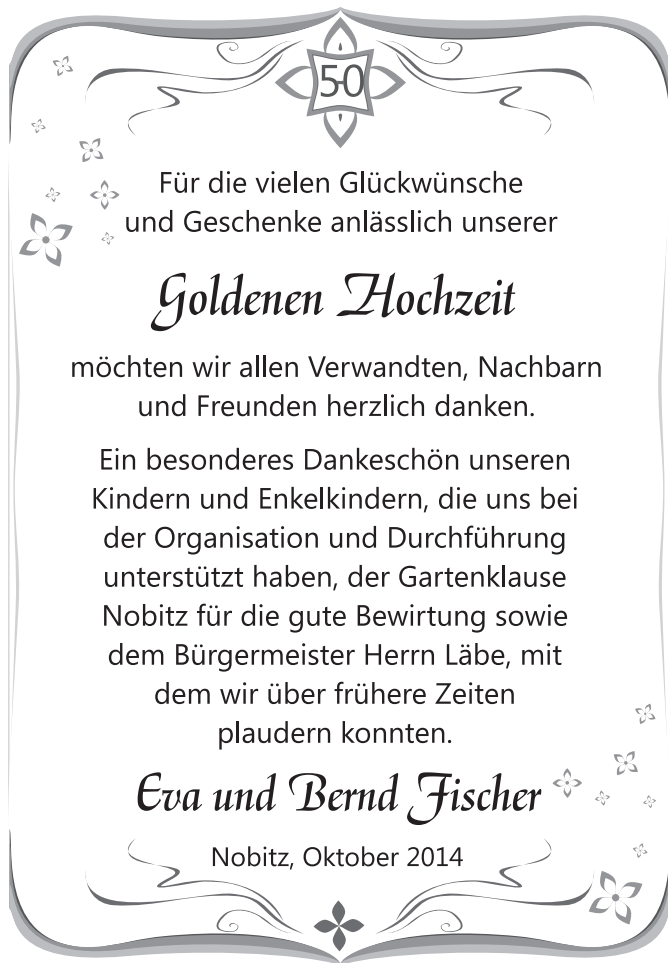 50
Für die vielen Glückwünsche
und Geschenke anlässlich unserer
Goldenen Hochzeit
möchten wir allen Verwandten, Nachbarn
und Freunden herzlich danken.
Ein besonderes Dankeschön unseren
Kindern und Enkelkindern, die uns bei
der Organisation und Durchführung
unterstützt haben, der Gartenklause
Nobitz für die gute Bewirtung sowie
dem Bürgermeister Herrn Läbe, mit
dem wir über frühere Zeiten
plaudern konnten.
Eva und Bernd Fischer
Nobitz, Oktober 2014